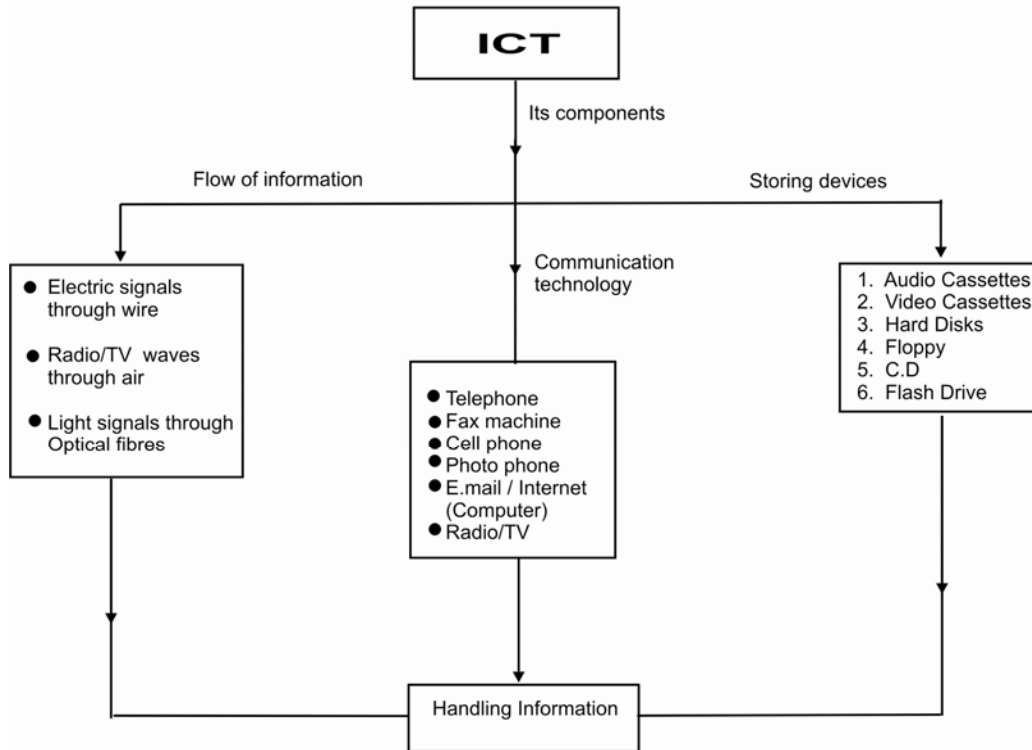 ICT
Its components
Flow of information
Storing devices
Communication
technology
● Electric signals
through wire
● Radio/TV waves
through air
● Light signals through
Optical fibres
● Telephone
● Fax machine
● Cell phone
● Photo phone
● E.mail / Internet
(Computer)
● Radio/TV
1. Audio Cassettes
2. Video Cassettes
3. Hard Disks
4. Floppy
5. C.D
6. Flash Drive
Handling Information